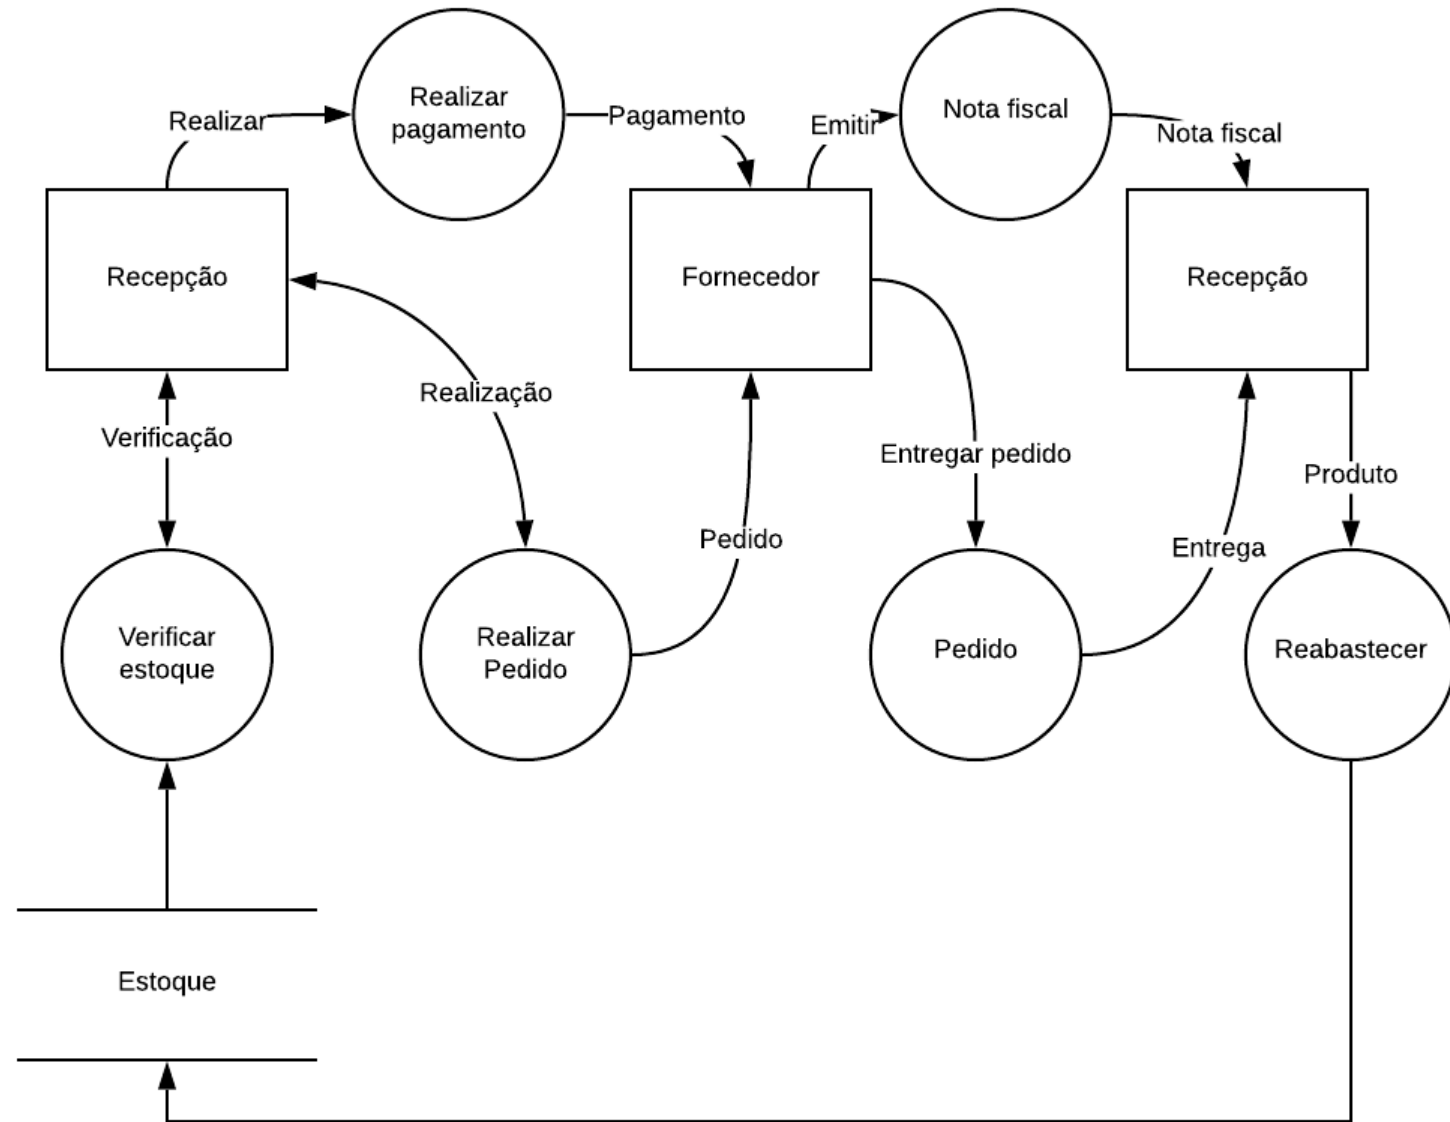 Realizar
pagamento
Nota fiscal
Realizar
Pagamento
Emitir
Nota fiscal
Recepção
Fornecedor
Recepção
Realização
Verificação
Entregar pedido
Produto
Pedido
Entrega
Verificar
estoque
Realizar
Pedido
Pedido
Reabastecer
Estoque